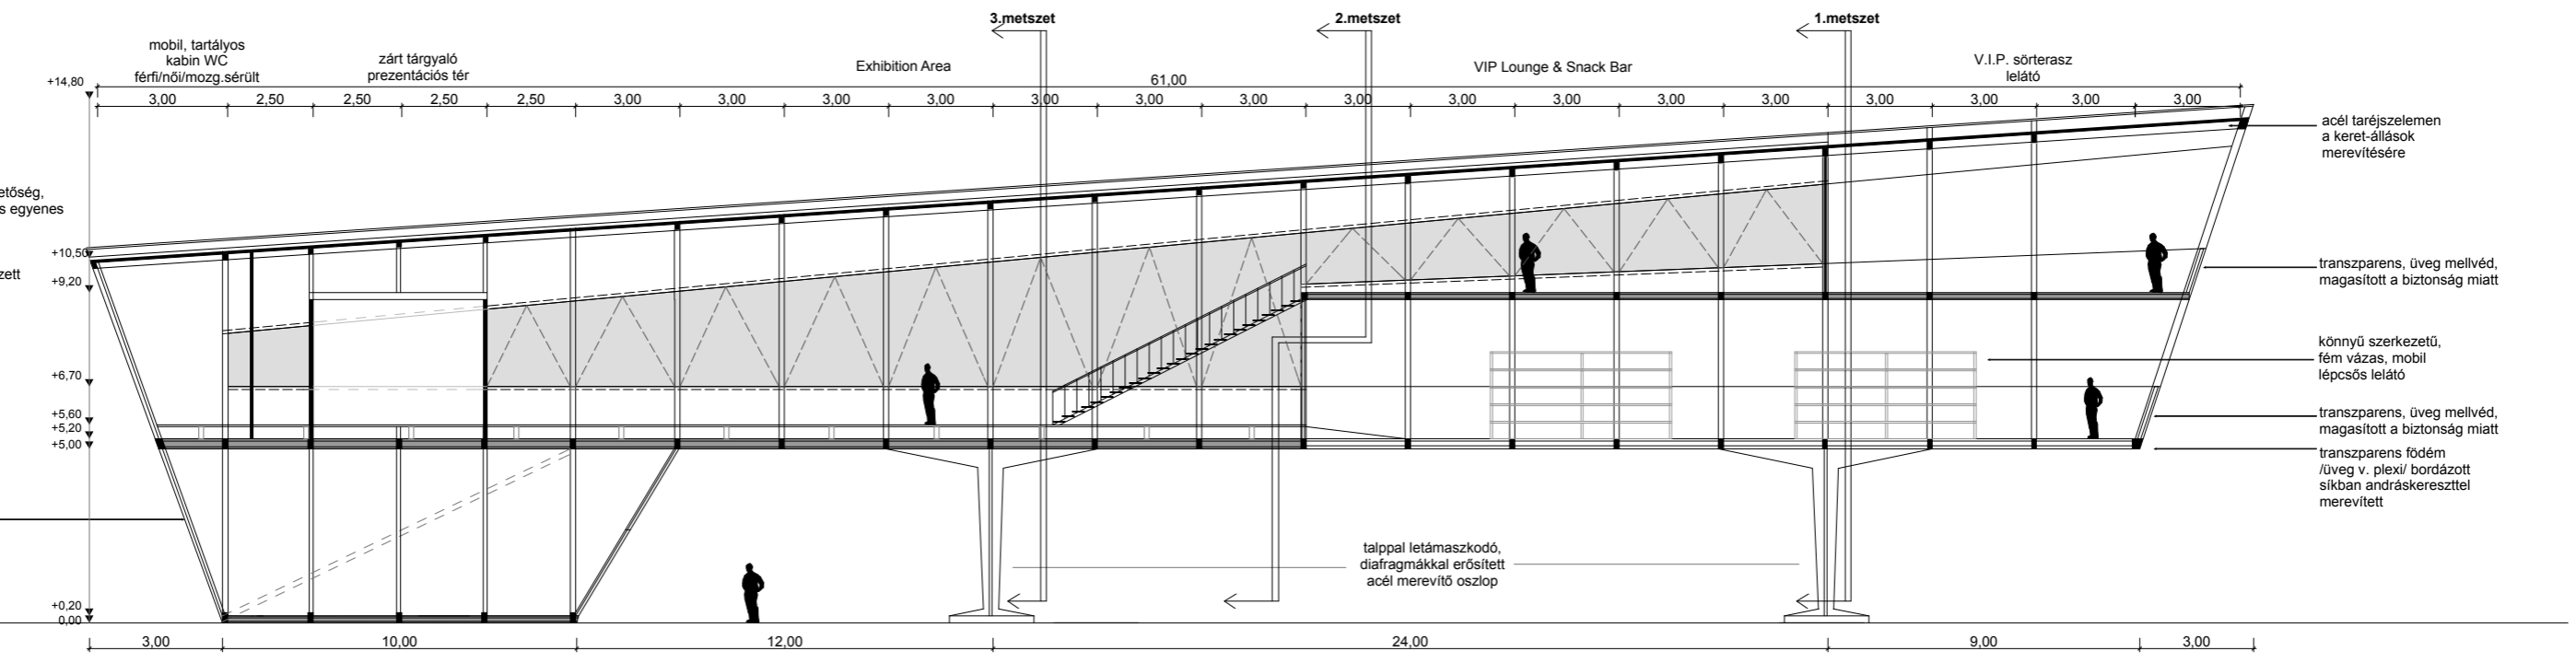 3.metszet
2.metszet
1.metszet
mobil, tartályos
kabin WC
férfi/női/mozg.sérült
zárt tárgyaló
prezentációs tér
Exhibition Area
VIP Lounge & Snack Bar
V.I.P. sörterasz
lelátó
+14,80
61,00
3,00 2,50 2,50 2,50 2,50 3,00 3,00 3,00 3,00 3,00 3,00 3,00 3,00 3,00 3,00 3,00 3,00 3,00 3,00 3,00 3,00
acél taréjszelemen
a keret-állások
merevítésére
etőség,
s egyenes
+10,50
zett
+9,20
transzparens, üveg mellvéd,
magasított a biztonság miatt
könnyű szerkezetű,
fém vázas, mobil
lépcsős lelátó
+6,70
+5,60
+5,20
+5,00
transzparens, üveg mellvéd,
magasított a biztonság miatt
transzparens födém
/üveg v. plexi/ bordázott
síkban andráskereszttel
merevített
talppal letámaszkodó,
diafragmákkal erősített
acél merevítő oszlop
+0,20
0,00
3,00 10,00 12,00 24,00 9,00 3,00